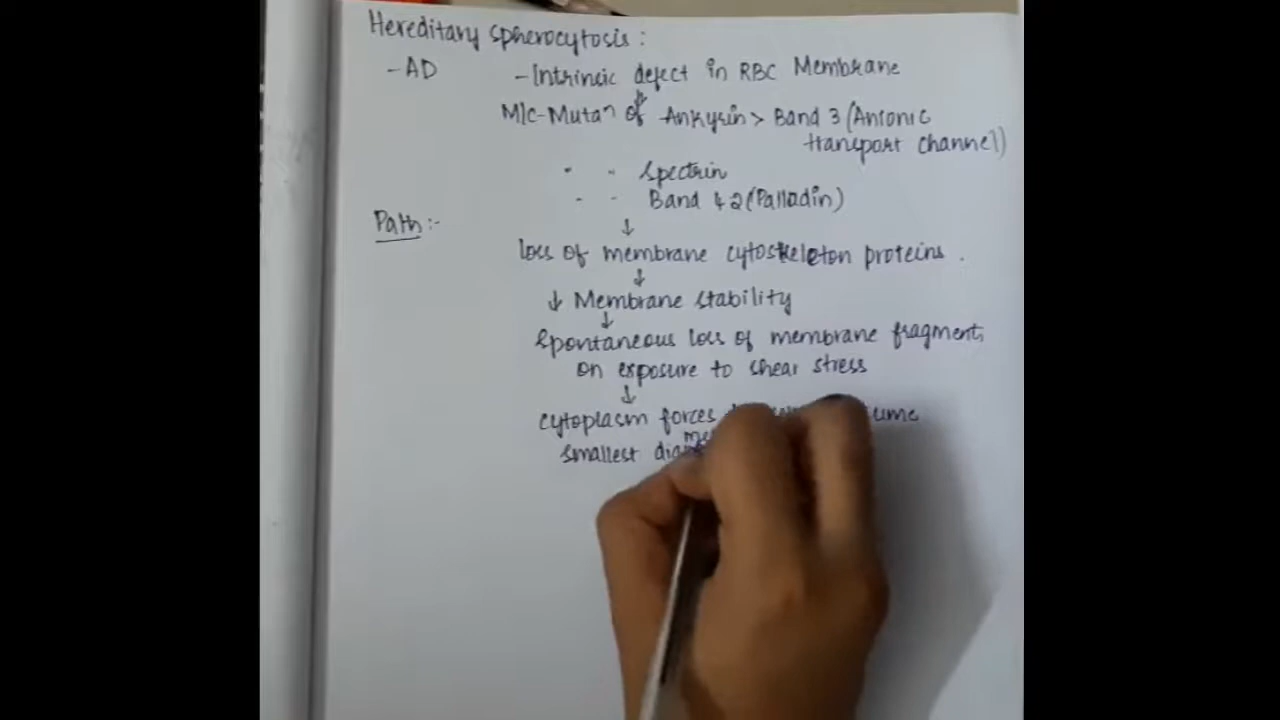 Hereditary spherocytosis:
- AD - Intrinsic defect in RBC Membrane
M/c - Mutaⁿ of Ankyrin > Band 3 (Anionic
transport channel)
" " Spectrin
" " Band 4.2 (Palladin)
Path:-
↓
loss of membrane cytoskeleton proteins.
↓
↓ Membrane stability
↓
Spontaneous loss of membrane fragments
on exposure to shear stress
↓
cytoplasm forces
smallest